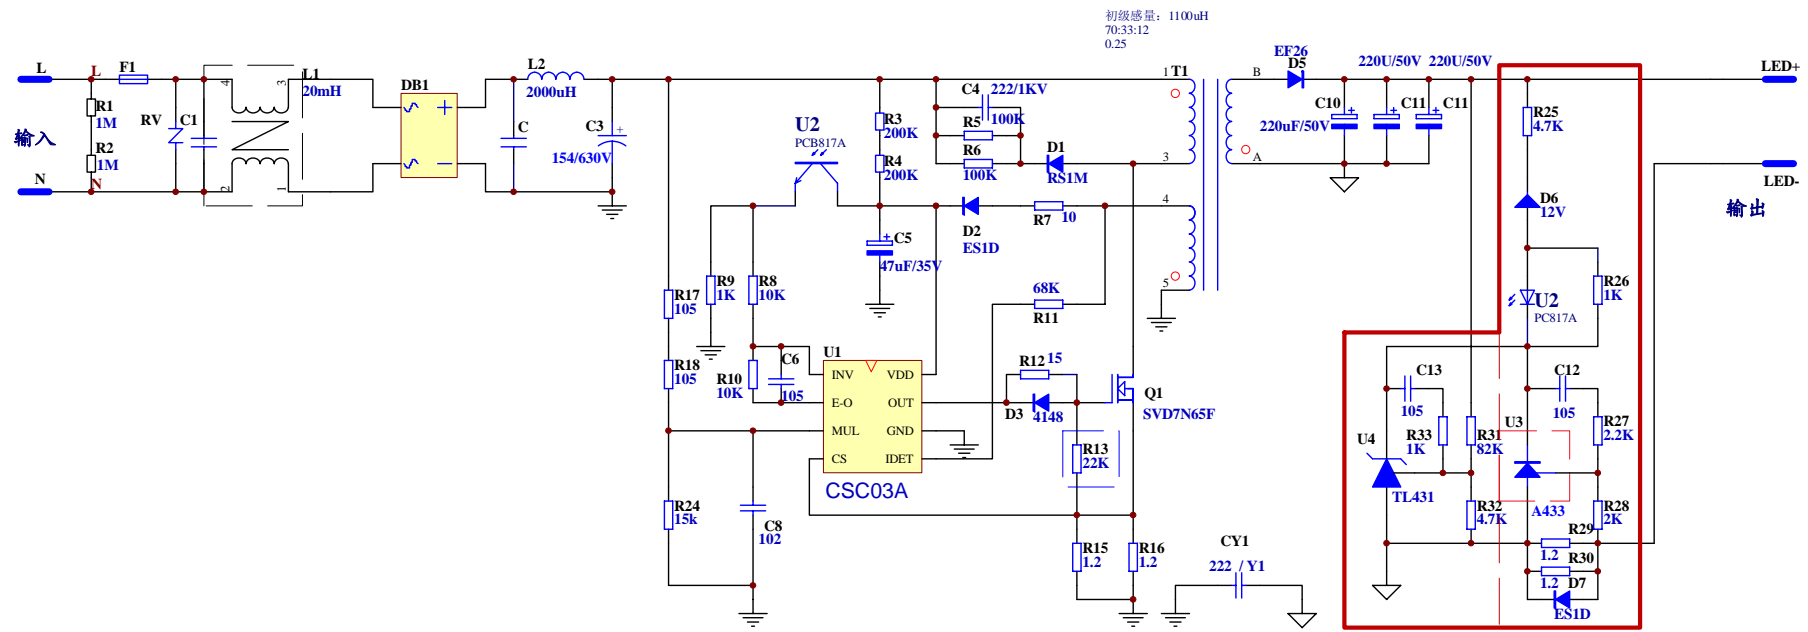 初级感量：1100uH
70:33:12
0.25
L
L
F1
R1
1M
R2
1M
RV
C1
输入
N
N
4
3
2
1
L1
20mH
DB1
L2
2000uH
C
C3
154/630V
U2
PCB817A
R3
200K
R4
200K
C4
222/1KV
100K
R5
R6
100K
D1
RS1M
1
T1
3
4
5
B
A
EF26
D5
220U/50V
220U/50V
C10
220uF/50V
C11
C11
LED+
LED-
输出
R25
4.7K
D6
12V
U2
PC817A
R26
1K
D2
ES1D
R7
10
C5
47uF/35V
68K
R11
R9
1K
R8
10K
R17
105
R18
105
R10
10K
C6
105
U1
INV
VDD
E-O
OUT
MUL
GND
CS
IDET
CSC03A
R12
15
D3
4148
Q1
SVD7N65F
R13
22K
R24
15k
C8
102
R15
1.2
R16
1.2
CY1
222 / Y1
C13
105
R33
1K
R31
82K
U4
TL431
R32
4.7K
U3
A433
C12
105
R27
2.2K
R28
2K
R29
1.2
R30
1.2
D7
ES1D